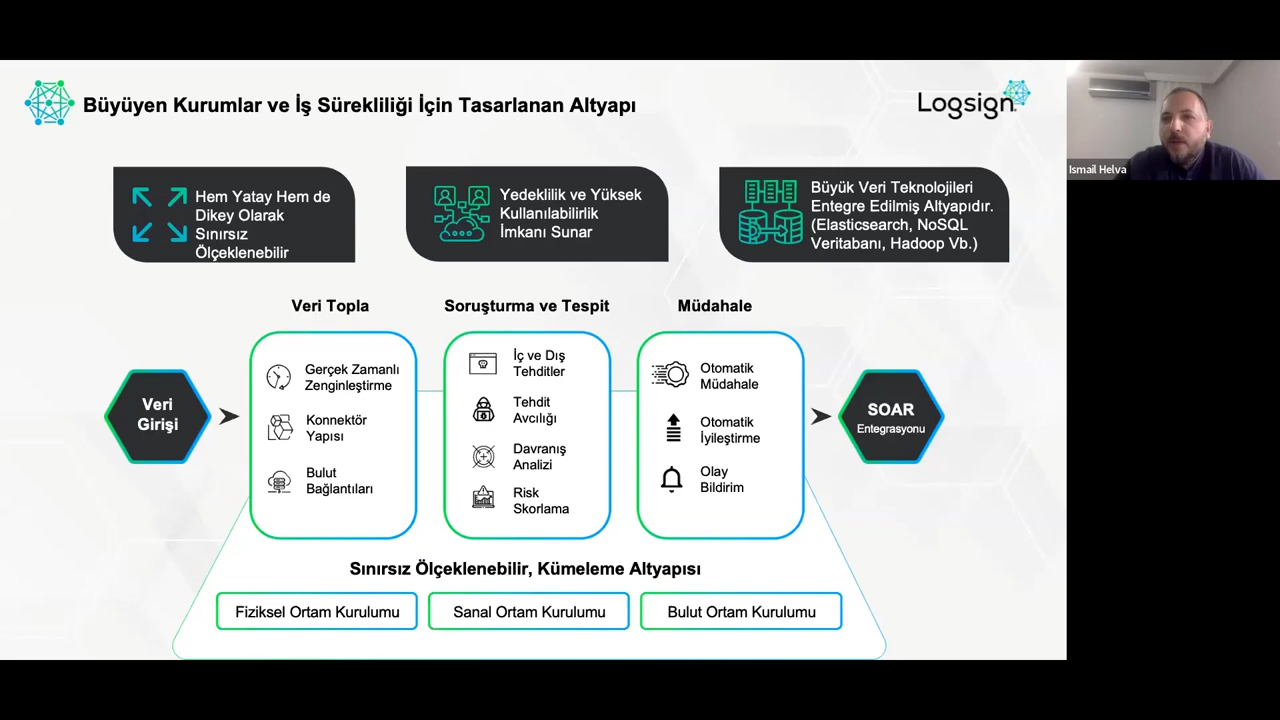 Büyüyen Kurumlar ve İş Sürekliliği İçin Tasarlanan Altyapı
Logsign
Ismail Helva
Hem Yatay Hem de
Dikey Olarak
Sınırsız
Ölçeklenebilir
Yedeklilik ve Yüksek
Kullanılabilirlik
İmkanı Sunar
Büyük Veri Teknolojileri
Entegre Edilmiş Altyapıdır.
(Elasticsearch, NoSQL
Veritabanı, Hadoop Vb.)
Veri
Girişi
Veri Topla
Gerçek Zamanlı
Zenginleştirme
Konnektör
Yapısı
Bulut
Bağlantıları
Soruşturma ve Tespit
İç ve Dış
Tehditler
Tehdit
Avcılığı
Davranış
Analizi
Risk
Skorlama
Müdahale
Otomatik
Müdahale
Otomatik
İyileştirme
Olay
Bildirim
SOAR
Entegrasyonu
Sınırsız Ölçeklenebilir, Kümeleme Altyapısı
Fiziksel Ortam Kurulumu
Sanal Ortam Kurulumu
Bulut Ortam Kurulumu